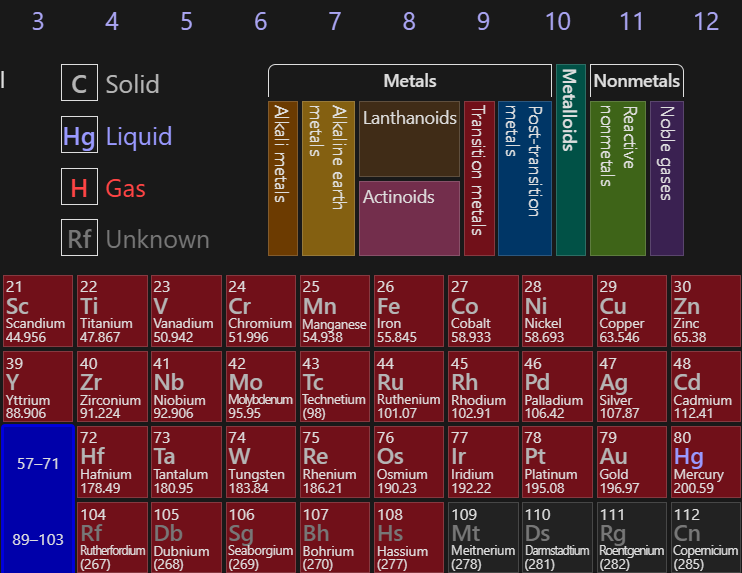 3 4 5 6 7 8 9 10 11 12
C Solid
Hg Liquid
H Gas
Rf Unknown
Metals
Metalloids
Nonmetals
Alkali metals
Alkaline earth
metals
Lanthanoids
Actinoids
Transition metals
Post-transition
metals
Reactive
nonmetals
Noble gases
21 22 23 24 25 26 27 28 29 30
Sc Ti V Cr Mn Fe Co Ni Cu Zn
Scandium Titanium Vanadium Chromium Manganese Iron Cobalt Nickel Copper Zinc
44.956 47.867 50.942 51.996 54.938 55.845 58.933 58.693 63.546 65.38
39 40 41 42 43 44 45 46 47 48
Y Zr Nb Mo Tc Ru Rh Pd Ag Cd
Yttrium Zirconium Niobium Molybdenum Technetium Ruthenium Rhodium Palladium Silver Cadmium
88.906 91.224 92.906 95.95 (98) 101.07 102.91 106.42 107.87 112.41
72 73 74 75 76 77 78 79 80
57–71 Hf Ta W Re Os Ir Pt Au Hg
Hafnium Tantalum Tungsten Rhenium Osmium Iridium Platinum Gold Mercury
178.49 180.95 183.84 186.21 190.23 192.22 195.08 196.97 200.59
104 105 106 107 108 109 110 111 112
89–103 Rf Db Sg Bh Hs Mt Ds Rg Cn
Rutherfordium Dubnium Seaborgium Bohrium Hassium Meitnerium Darmstadtium Roentgenium Copernicium
(267) (268) (269) (270) (277) (278) (281) (282) (285)